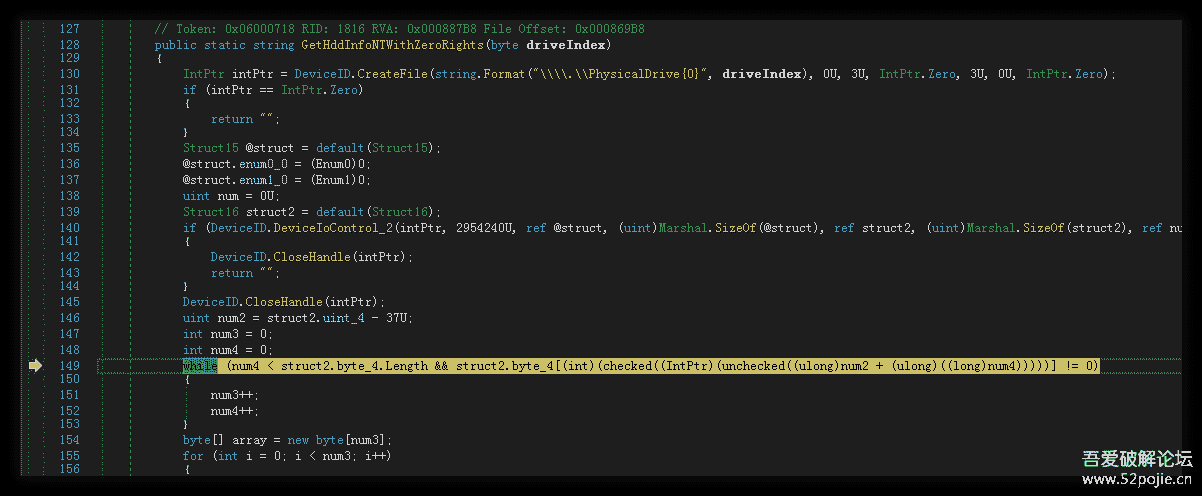 127 // Token: 0x06000718 RID: 1816 RVA: 0x000887B8 File Offset: 0x000869B8
128 public static string GetHddInfoNTWithZeroRights(byte driveIndex)
129 {
130 IntPtr intPtr = DeviceID.CreateFile(string.Format("\\\\.\\PhysicalDrive{0}", driveIndex), 0U, 3U, IntPtr.Zero, 3U, 0U, IntPtr.Zero);
131 if (intPtr == IntPtr.Zero)
132 {
133 return "";
134 }
135 Struct15 @struct = default(Struct15);
136 @struct.enum0_0 = (Enum0)0;
137 @struct.enum1_0 = (Enum1)0;
138 uint num = 0U;
139 Struct16 struct2 = default(Struct16);
140 if (DeviceID.DeviceIoControl_2(intPtr, 2954240U, ref @struct, (uint)Marshal.SizeOf(@struct), ref struct2, (uint)Marshal.SizeOf(struct2), ref nu
141 {
142 DeviceID.CloseHandle(intPtr);
143 return "";
144 }
145 DeviceID.CloseHandle(intPtr);
146 uint num2 = struct2.uint_4 - 37U;
147 int num3 = 0;
148 int num4 = 0;
149 while (num4 < struct2.byte_4.Length && struct2.byte_4[(int)(checked((IntPtr)(unchecked((ulong)num2 + (ulong)((long)num4)))))] != 0)
150 {
151 num3++;
152 num4++;
153 }
154 byte[] array = new byte[num3];
155 for (int i = 0; i < num3; i++)
156 {
吾爱破解论坛
www.52pojie.cn